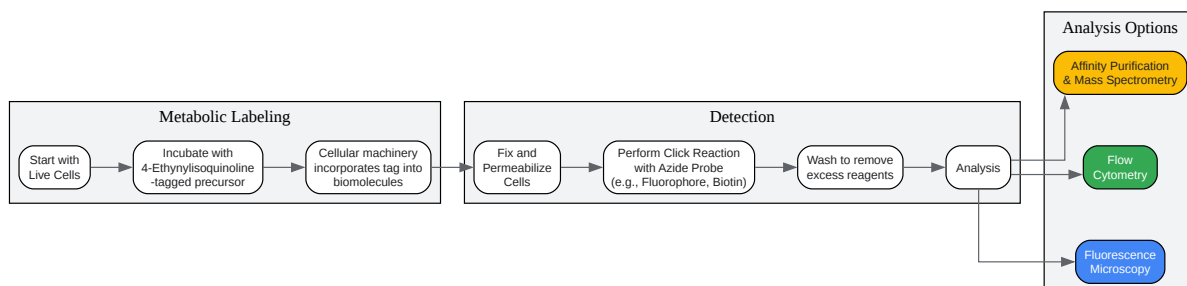 Metabolic Labeling
Start with
Live Cells
Incubate with
4-Ethynylisoquinoline
-tagged precursor
Cellular machinery
incorporates tag into
biomolecules
Detection
Fix and
Permeabilize
Cells
Perform Click Reaction
with Azide Probe
(e.g., Fluorophore, Biotin)
Wash to remove
excess reagents
Analysis
Analysis Options
Affinity Purification
& Mass Spectrometry
Flow
Cytometry
Fluorescence
Microscopy